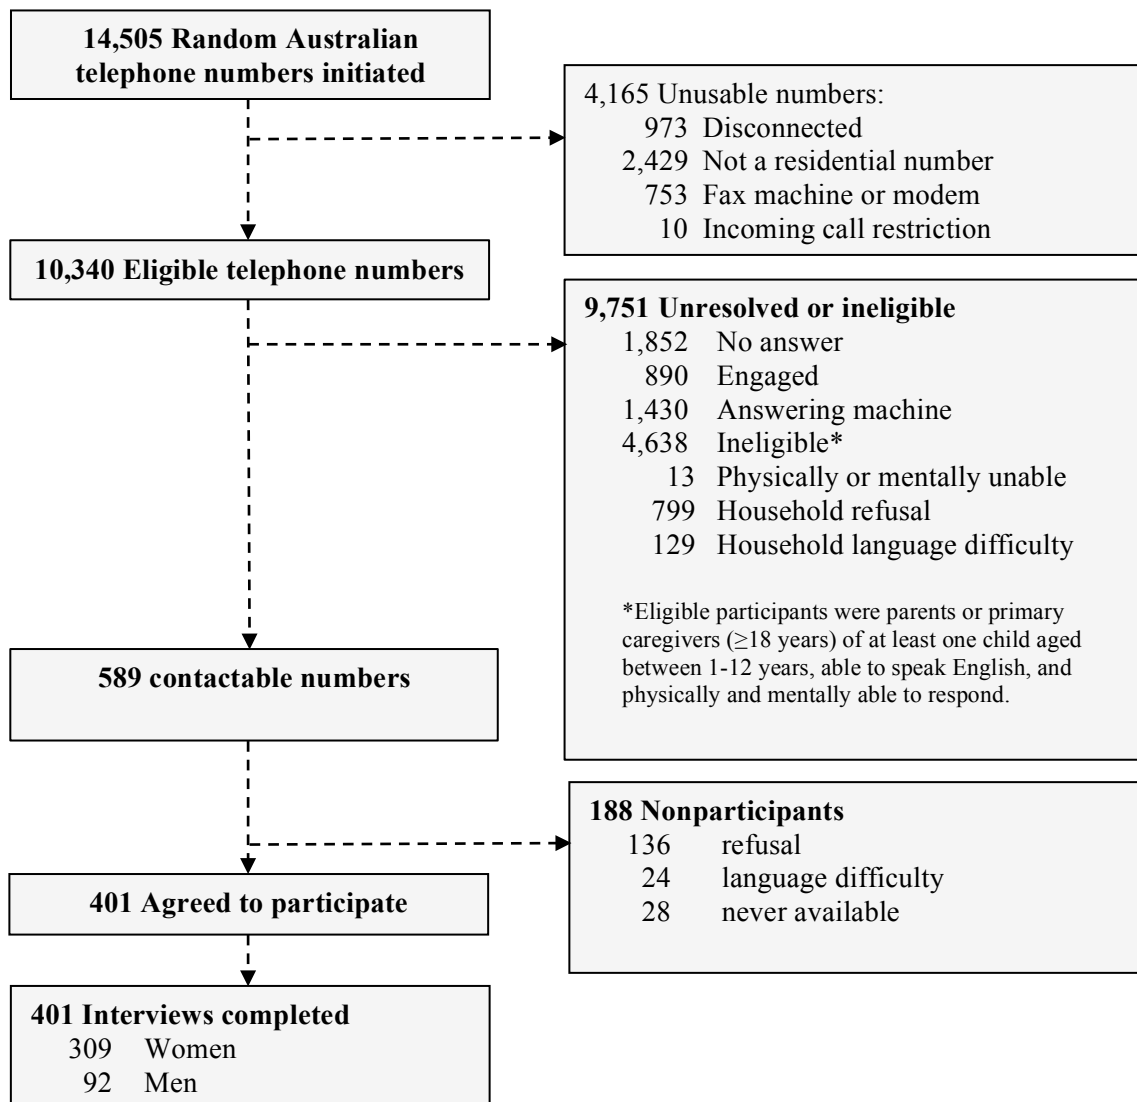 14,505 Random Australian
telephone numbers initiated
4,165 Unusable numbers:
973 Disconnected
2,429 Not a residential number
753 Fax machine or modem
10 Incoming call restriction
10,340 Eligible telephone numbers
9,751 Unresolved or ineligible
1,852 No answer
890 Engaged
1,430 Answering machine
4,638 Ineligible*
13 Physically or mentally unable
799 Household refusal
129 Household language difficulty
*Eligible participants were parents or primary
caregivers (≥18 years) of at least one child aged
between 1-12 years, able to speak English, and
physically and mentally able to respond.
589 contactable numbers
188 Nonparticipants
136 refusal
24 language difficulty
28 never available
401 Agreed to participate
401 Interviews completed
309 Women
92 Men